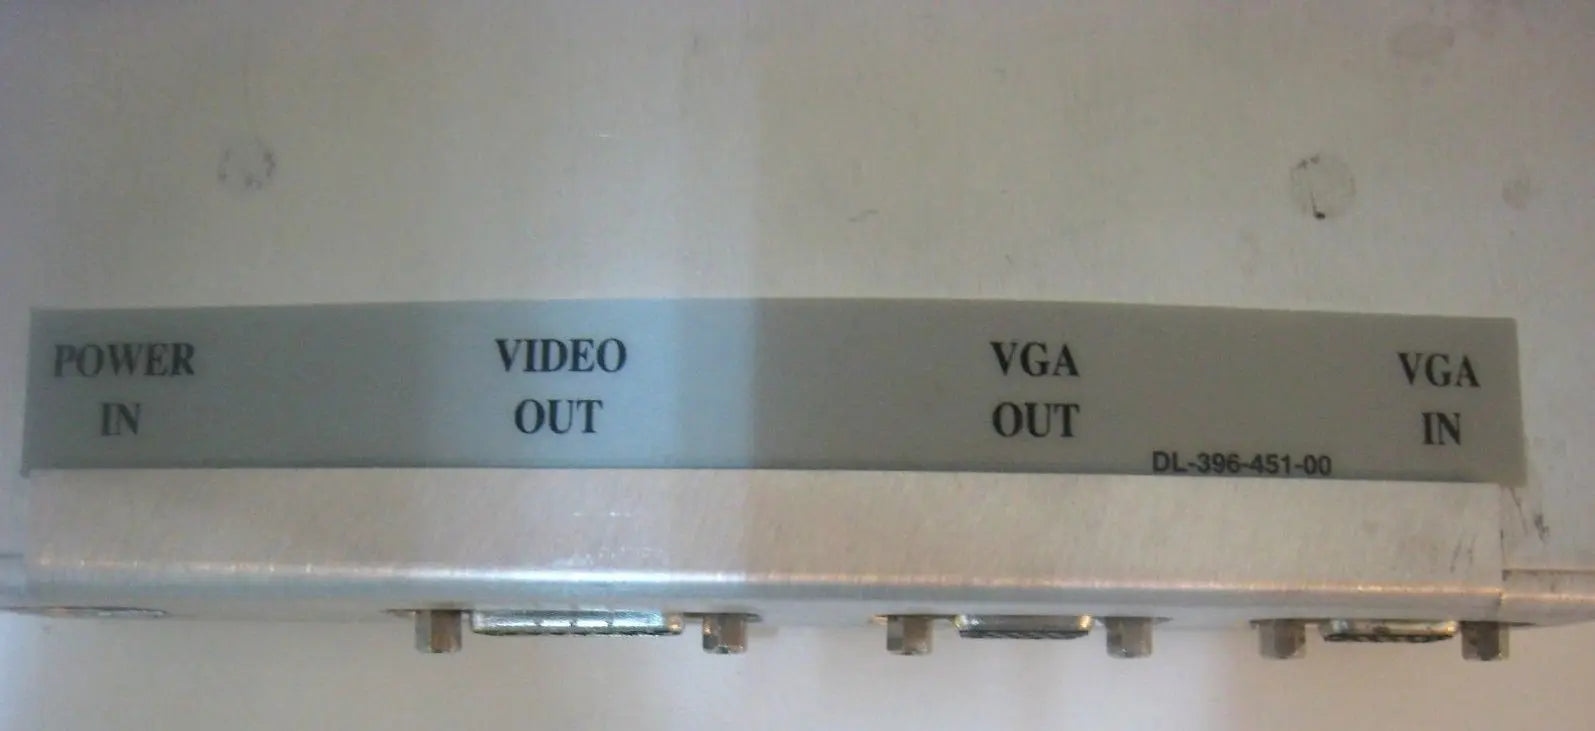 POWER
IN
VIDEO
OUT
VGA
OUT
VGA
IN
DL-396-451-00